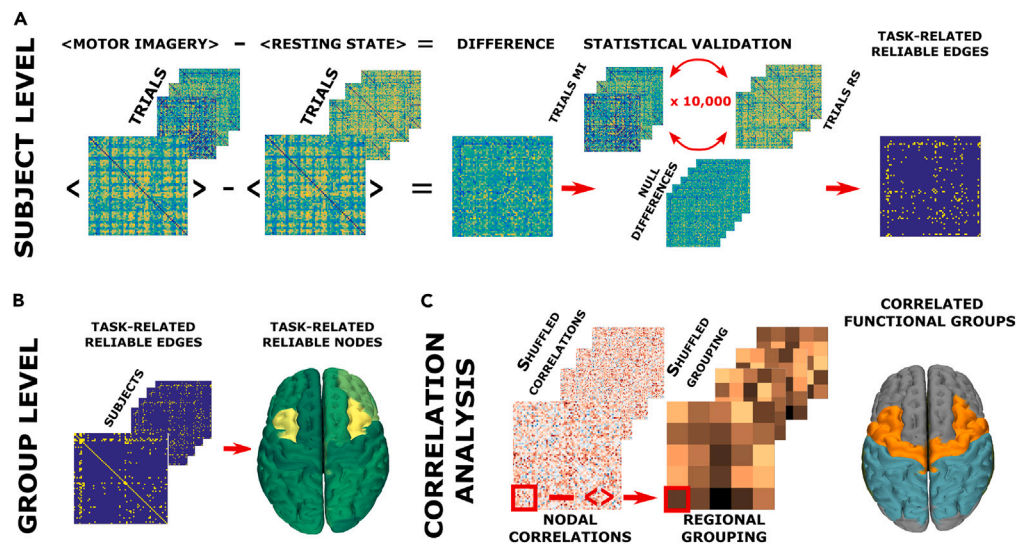 A
SUBJECT LEVEL
<MOTOR IMAGERY> - <RESTING STATE> = DIFFERENCE
STATISTICAL VALIDATION
TASK-RELATED
RELIABLE EDGES
TRIALS
TRIALS
TRIALS MI
x 10,000
TRIALS RS
< > - < > =
NULL
DIFFERENCES
B
GROUP LEVEL
TASK-RELATED
RELIABLE EDGES
SUBJECTS
TASK-RELATED
RELIABLE NODES
C
CORRELATION
ANALYSIS
SHUFFLED
CORRELATIONS
SHUFFLED
GROUPING
<>
NODAL
CORRELATIONS
REGIONAL
GROUPING
CORRELATED
FUNCTIONAL GROUPS